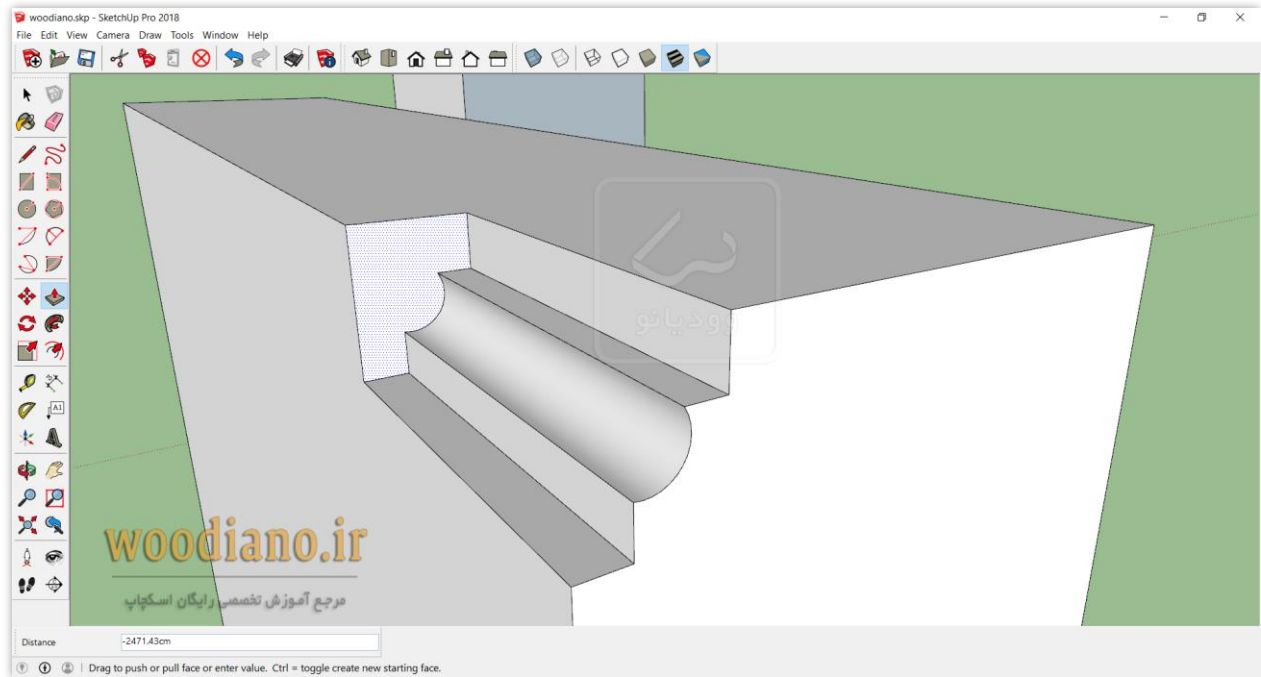 woodiano.skp - SketchUp Pro 2018
File Edit View Camera Draw Tools Window Help
A1
وودیانو
woodiano.ir
مرجع آموزش تخصصی رایگان اسکچاپ
Distance -2471.43cm
Drag to push or pull face or enter value. Ctrl = toggle create new starting face.